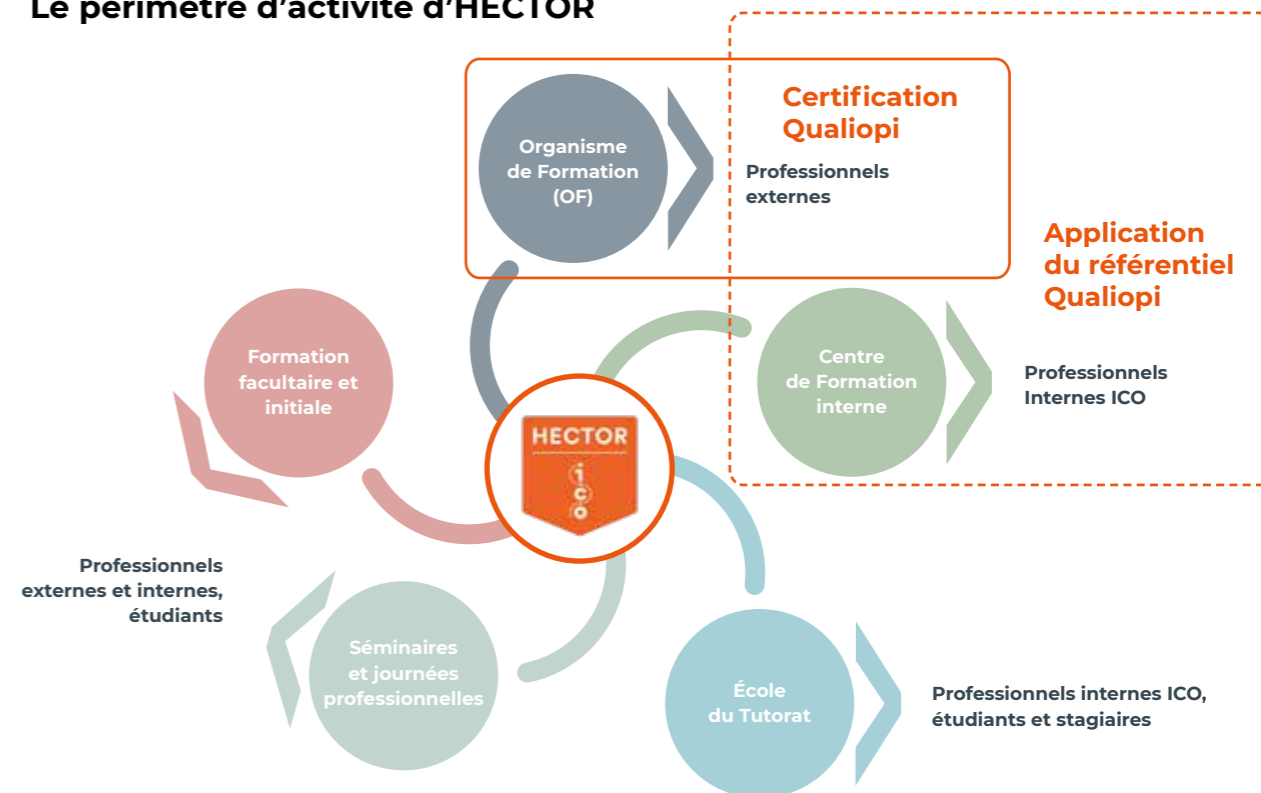 Le périmètre d'activité d'HECTOR
Organisme
de Formation
(OF)
Certification
Qualiopi
Professionnels
externes
Application
du référentiel
Qualiopi
Formation
facultaire et
initiale
Centre
de Formation
interne
Professionnels
Internes ICO
HECTOR
ico
Professionnels
externes et internes,
étudiants
Séminaires
et journées
professionnelles
École
du Tutorat
Professionnels internes ICO,
étudiants et stagiaires